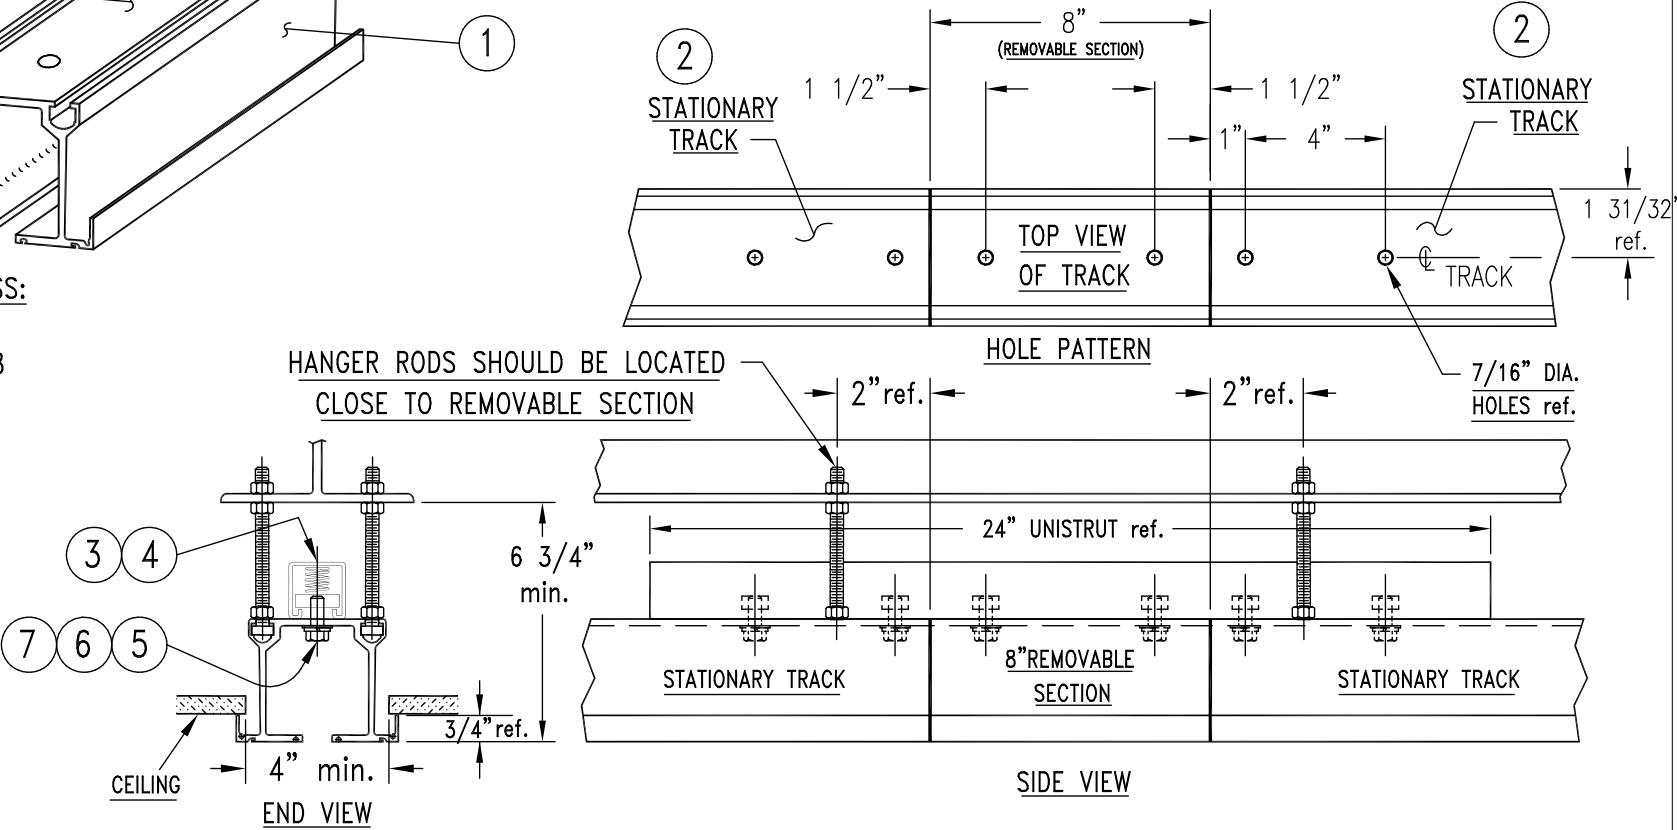 1
SS:
8
2
STATIONARY
TRACK
8"
(REMOVABLE SECTION)
1 1/2"
1 1/2"
1"
4"
2
STATIONARY
TRACK
1 31/32"
ref.
TOP VIEW
OF TRACK
℄
TRACK
HOLE PATTERN
7/16" DIA.
HOLES ref.
HANGER RODS SHOULD BE LOCATED
CLOSE TO REMOVABLE SECTION
2"ref.
2"ref.
24" UNISTRUT ref.
3
4
7
6
5
6 3/4"
min.
3/4"ref.
4" min.
CEILING
END VIEW
STATIONARY TRACK
8"REMOVABLE
SECTION
STATIONARY TRACK
SIDE VIEW